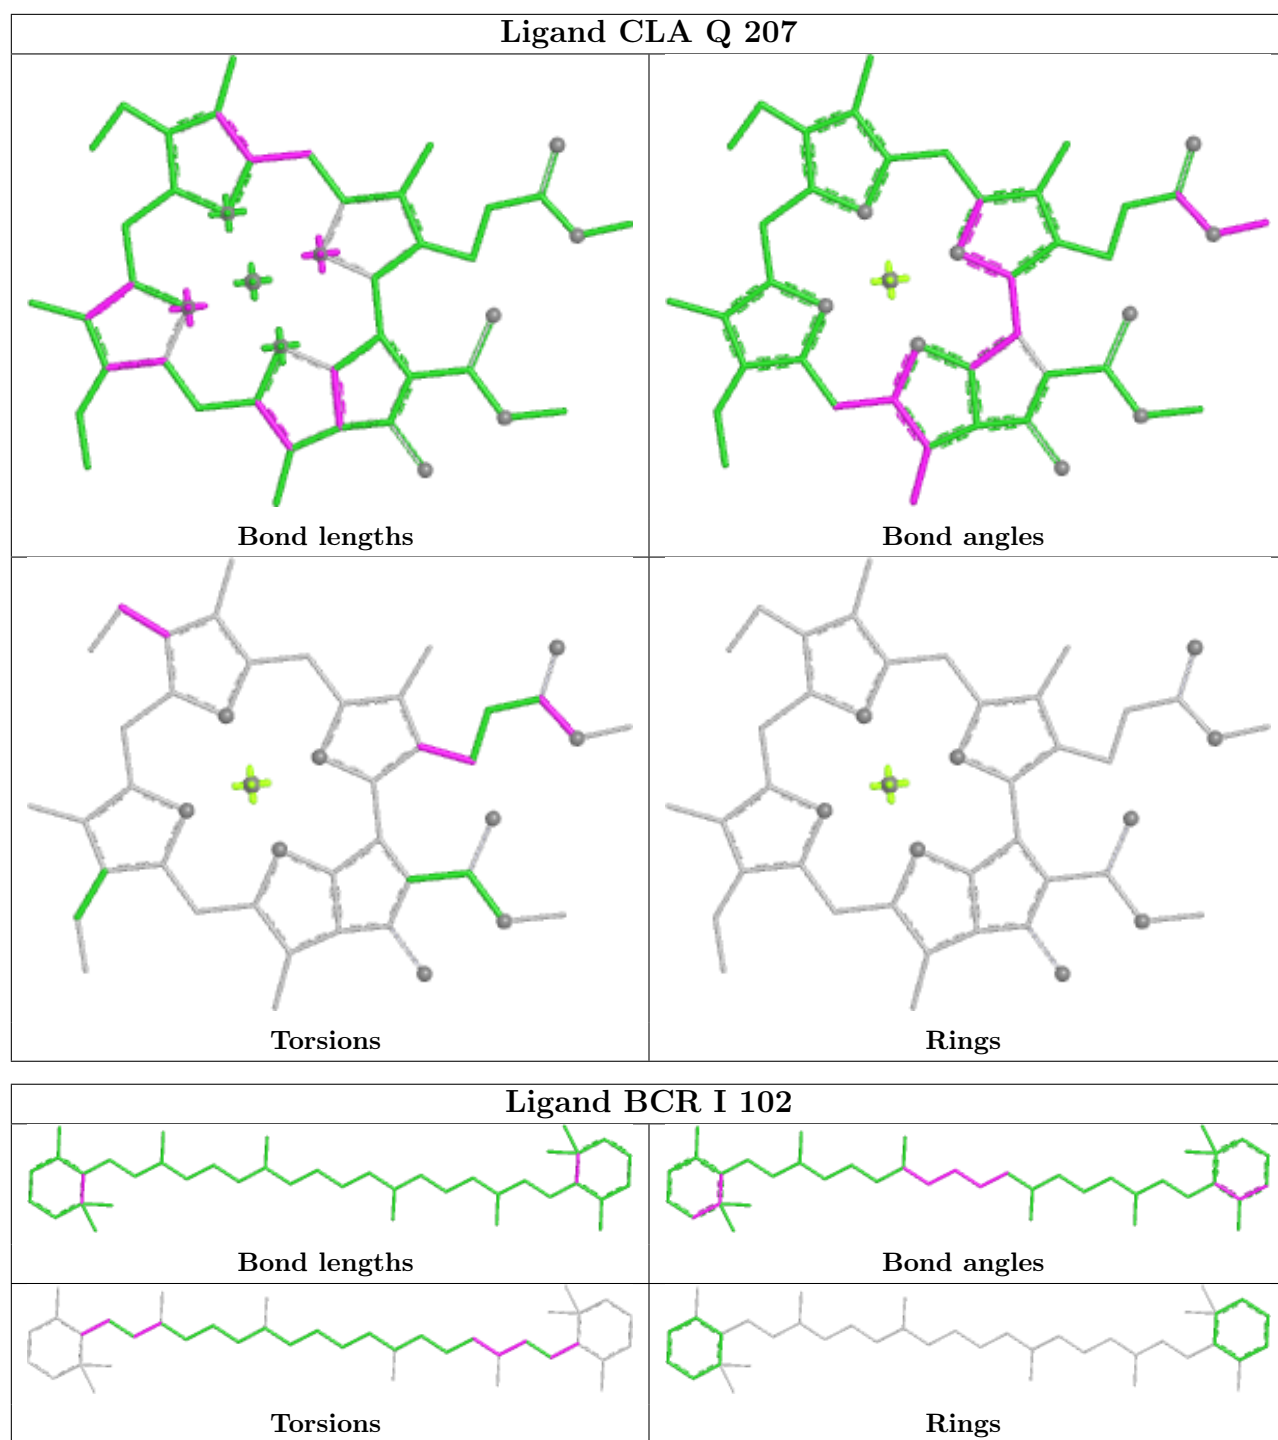 Ligand CLA Q 207
Bond lengths
Bond angles
Torsions
Rings
Ligand BCR I 102
Bond lengths
Bond angles
Torsions
Rings